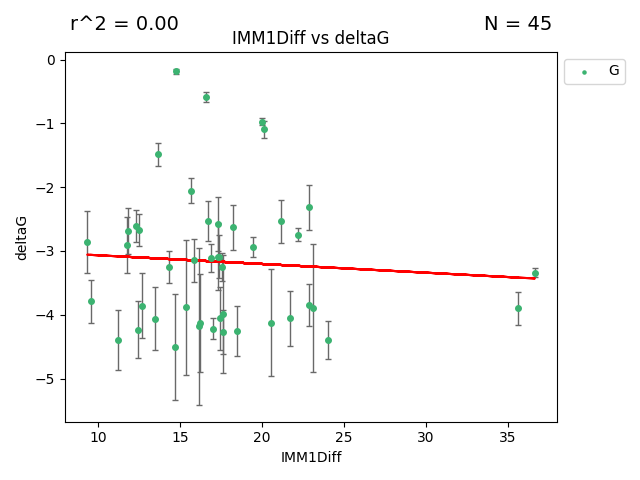 r^2 = 0.00
N = 45
IMM1Diff vs deltaG
G
0
−1
−2
−3
−4
−5
deltaG
10 15 20 25 30 35
IMM1Diff